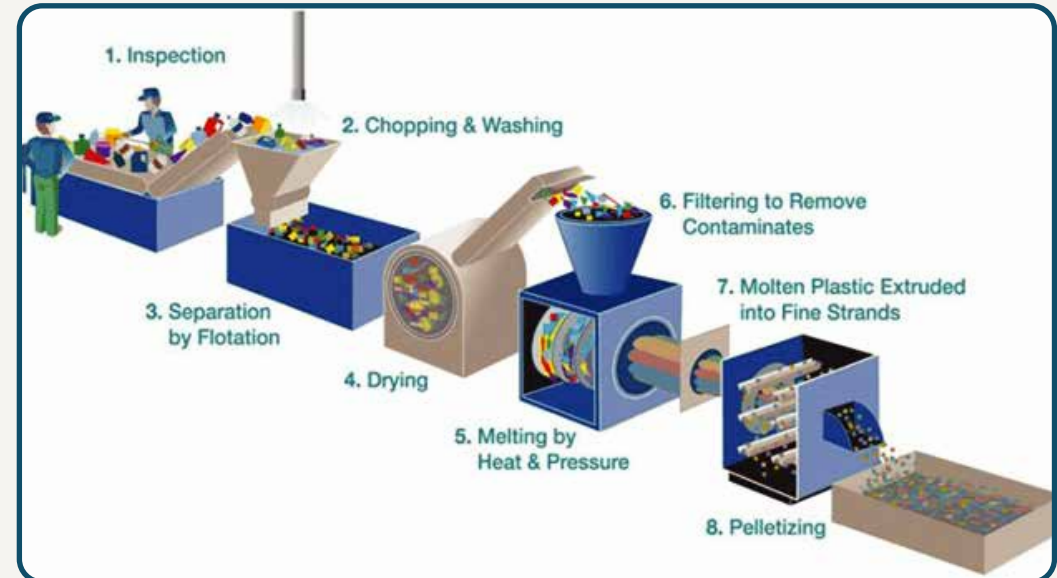 1. Inspection
2. Chopping & Washing
3. Separation
by Flotation
4. Drying
5. Melting by
Heat & Pressure
6. Filtering to Remove
Contaminates
7. Molten Plastic Extruded
into Fine Strands
8. Pelletizing